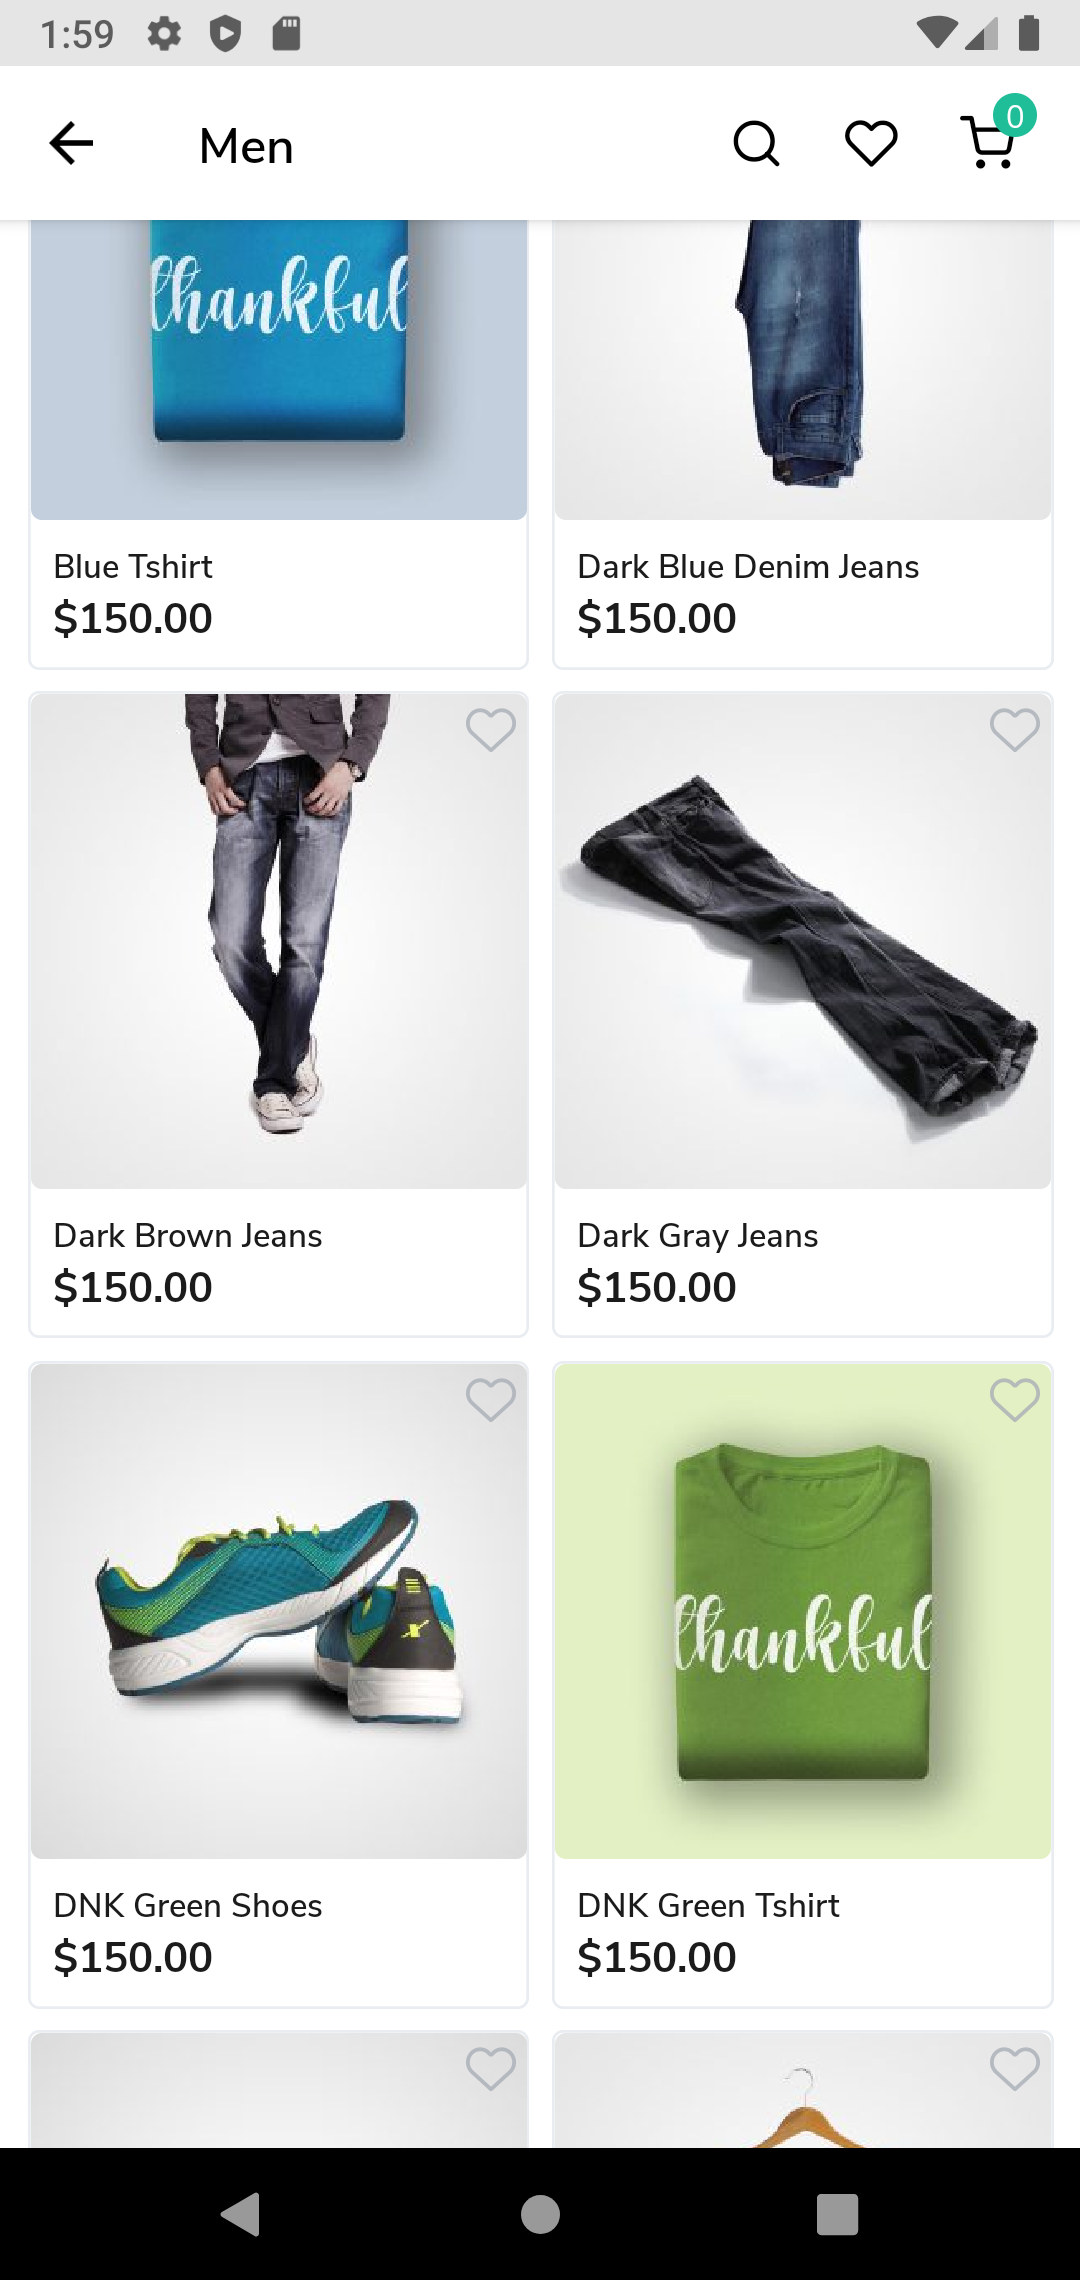 1:59
Men
0
thankful
Blue Tshirt
$150.00
Dark Blue Denim Jeans
$150.00
Dark Brown Jeans
$150.00
Dark Gray Jeans
$150.00
thankful
DNK Green Shoes
$150.00
DNK Green Tshirt
$150.00